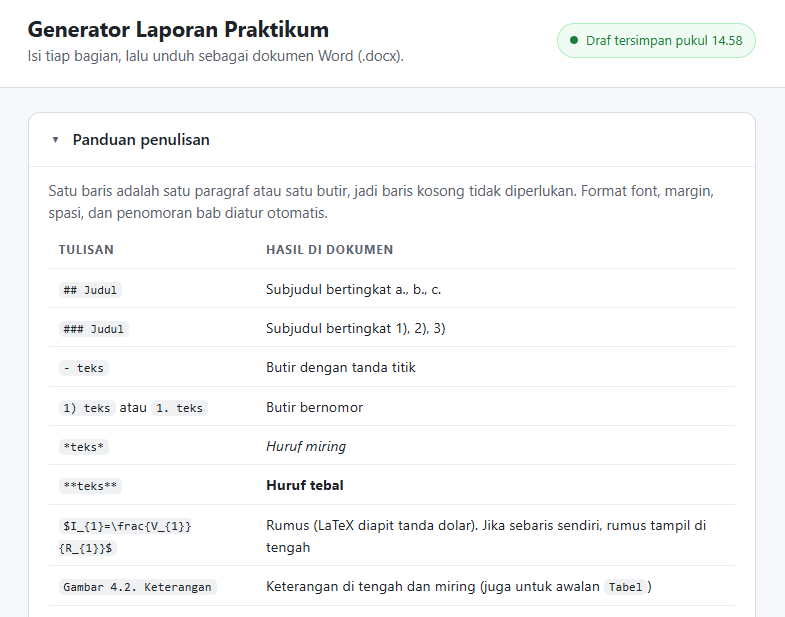 Generator Laporan Praktikum
Isi tiap bagian, lalu unduh sebagai dokumen Word (.docx).
Draf tersimpan pukul 14.58
▼ Panduan penulisan
Satu baris adalah satu paragraf atau satu butir, jadi baris kosong tidak diperlukan. Format font, margin,
spasi, dan penomoran bab diatur otomatis.
TULISAN HASIL DI DOKUMEN
## Judul Subjudul bertingkat a., b., c.
### Judul Subjudul bertingkat 1), 2), 3)
- teks Butir dengan tanda titik
1) teks atau 1. teks Butir bernomor
*teks* Huruf miring
**teks** Huruf tebal
$I_{1}=\frac{V_{1}}
{R_{1}}$
Rumus (LaTeX diapit tanda dolar). Jika sebaris sendiri, rumus tampil di
tengah
Gambar 4.2. Keterangan Keterangan di tengah dan miring (juga untuk awalan Tabel )